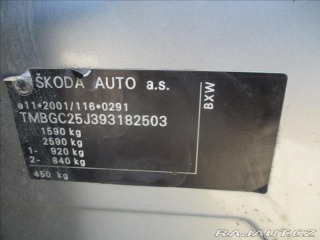 ŠKODA AUTO a.s.
e11*2001/116*0291
TMBGC25J393182503
1590 kg
2590 kg
1- 920 kg
2- 840 kg
450 kg
BXW
RAJAUT.CZ